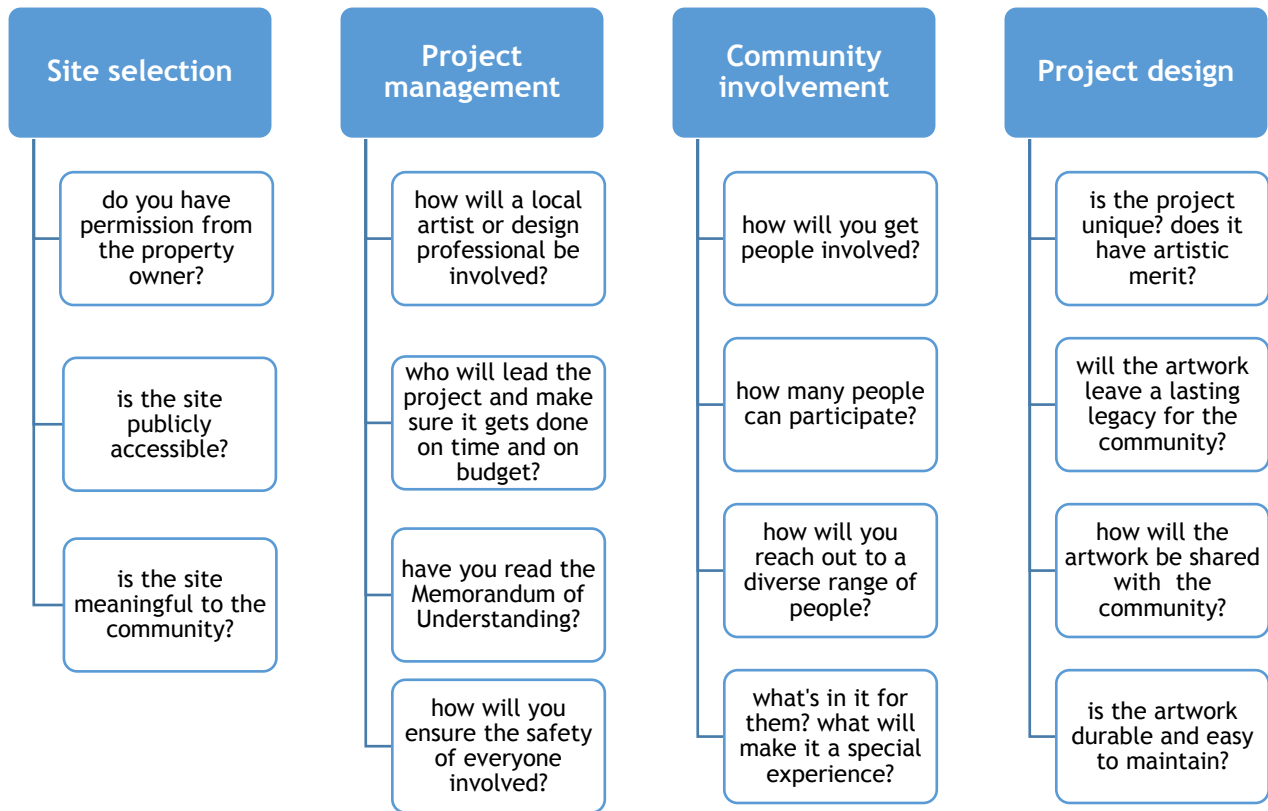 Site selection
do you have
permission from
the property
owner?
is the site
publicly
accessible?
is the site
meaningful to the
community?
Project
management
how will a local
artist or design
professional be
involved?
who will lead the
project and make
sure it gets done
on time and on
budget?
have you read the
Memorandum of
Understanding?
how will you
ensure the safety
of everyone
involved?
Community
involvement
how will you get
people involved?
how many people
can participate?
how will you
reach out to a
diverse range of
people?
what's in it for
them? what will
make it a special
experience?
Project design
is the project
unique? does it
have artistic
merit?
will the artwork
leave a lasting
legacy for the
community?
how will the
artwork be shared
with the
community?
is the artwork
durable and easy
to maintain?